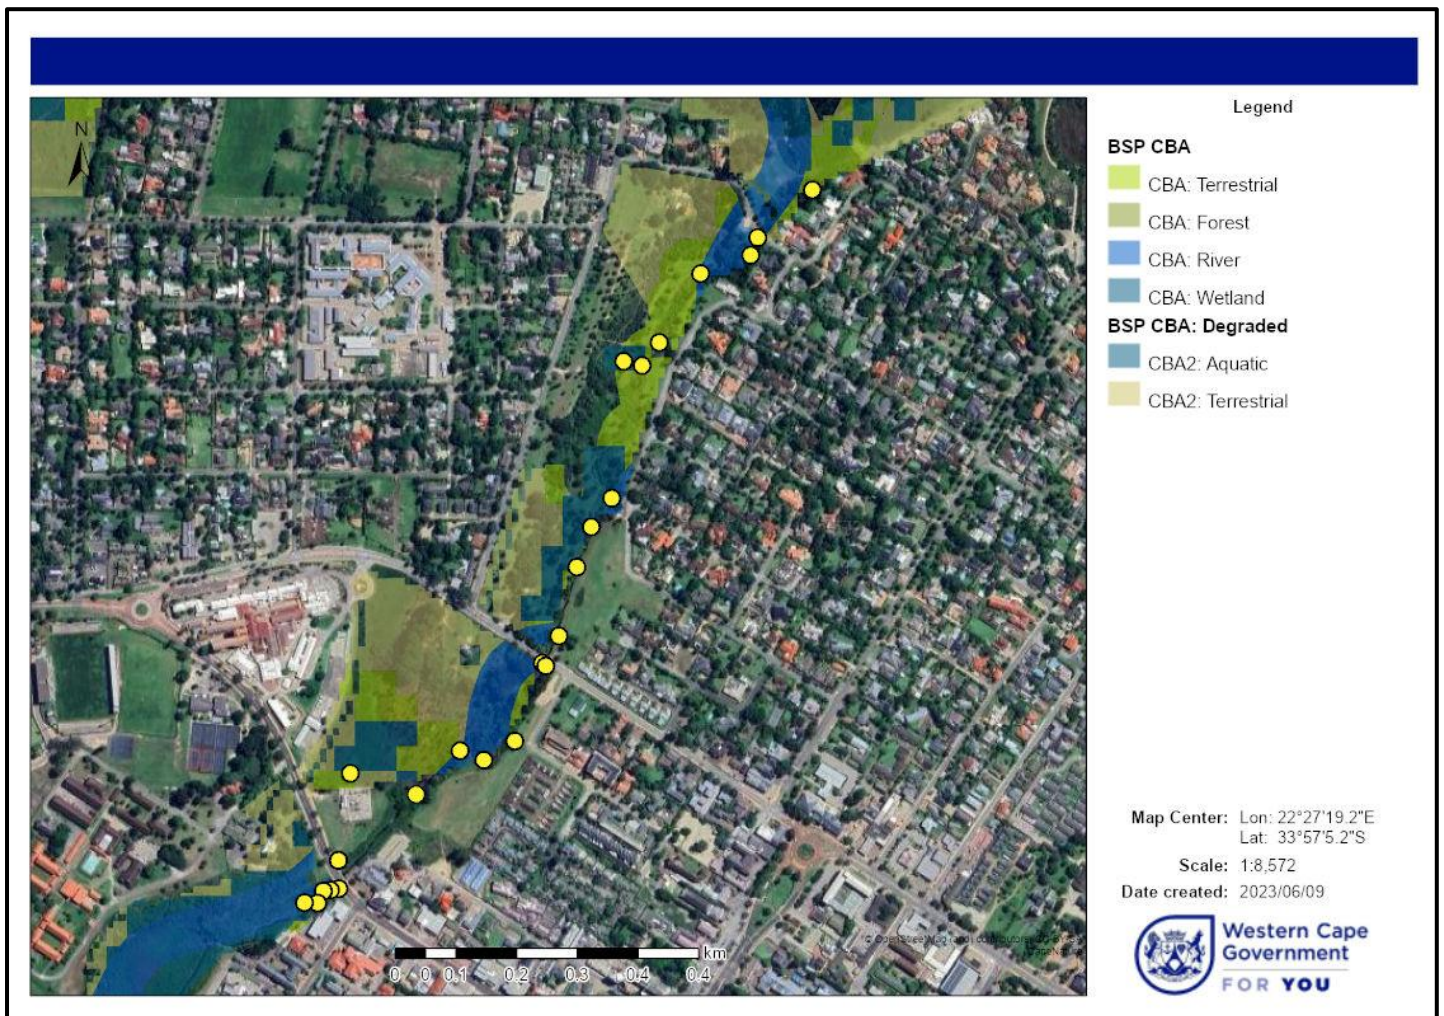 N
Legend
BSP CBA
CBA: Terrestrial
CBA: Forest
CBA: River
CBA: Wetland
BSP CBA: Degraded
CBA2: Aquatic
CBA2: Terrestrial
Map Center: Lon: 22°27'19.2"E
Lat: 33°57'5.2"S
Scale: 1:8,572
Date created: 2023/06/09
Western Cape
Government
FOR YOU
km
0 0 0.1 0.2 0.3 0.4 0.4
© OpenStreetMap (and) contributors,